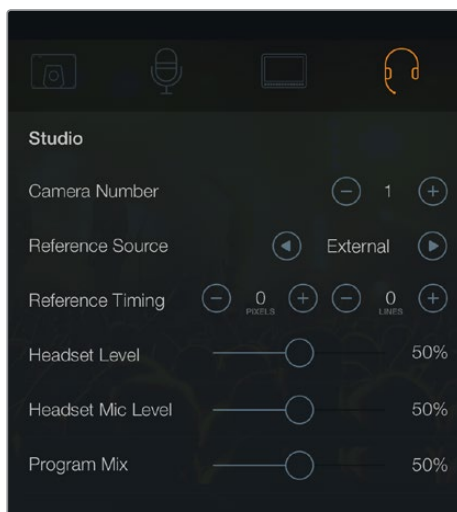 Studio
Camera Number 1
Reference Source External
Reference Timing 0 PIXELS 0 LINES
Headset Level 50%
Headset Mic Level 50%
Program Mix 50%